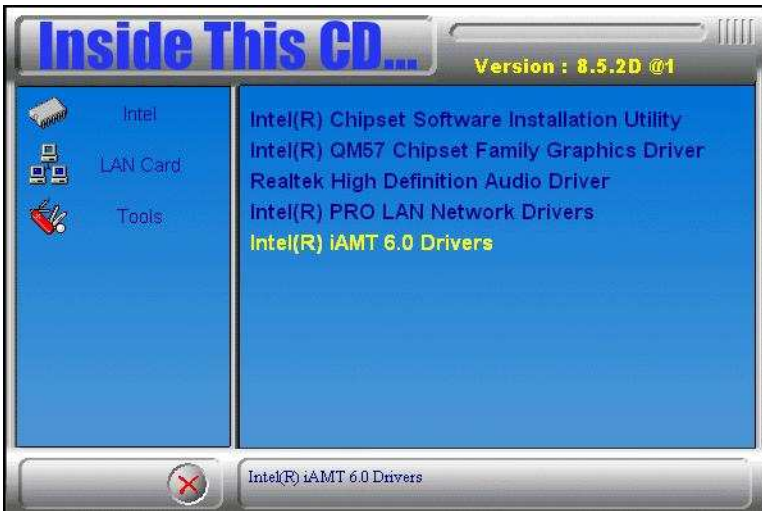 Inside This CD...
Version : 8.5.2D @1
Intel
LAN Card
Tools
Intel(R) Chipset Software Installation Utility
Intel(R) QM57 Chipset Family Graphics Driver
Realtek High Definition Audio Driver
Intel(R) PRO LAN Network Drivers
Intel(R) iAMT 6.0 Drivers
Intel(R) iAMT 6.0 Drivers